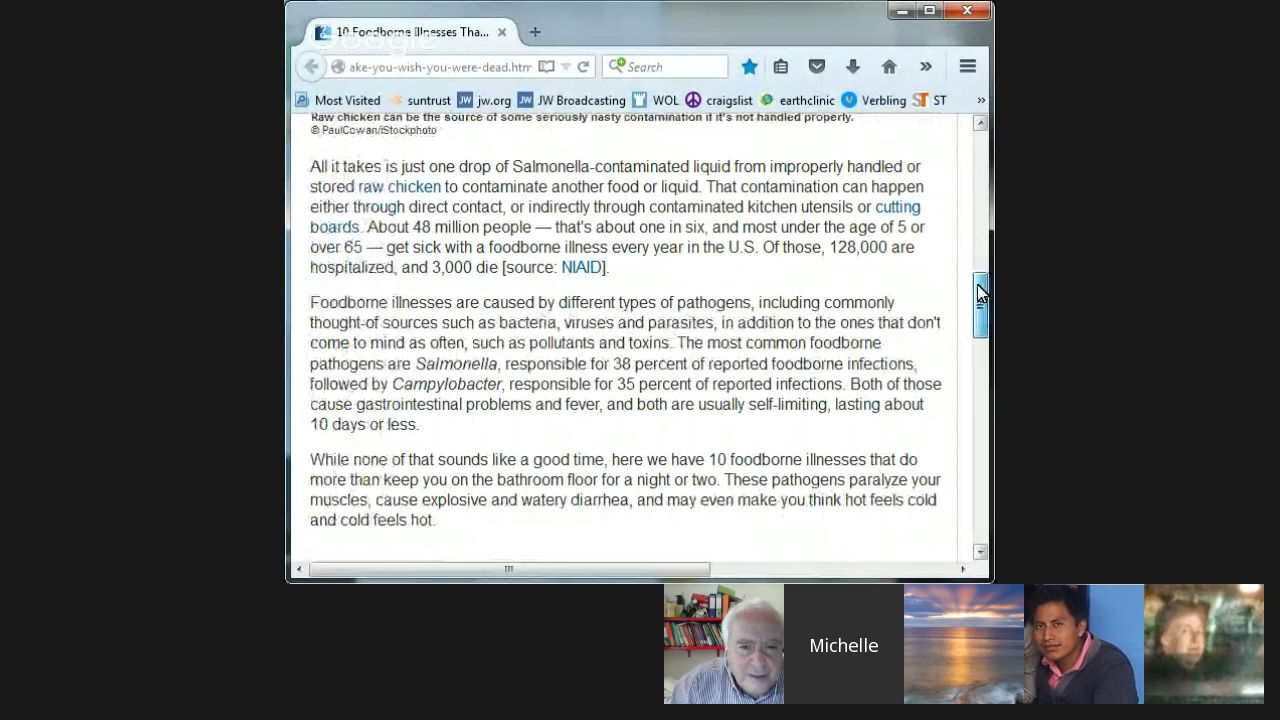 10 Foodborne Illnesses Tha...
Google
ake-you-wish-you-were-dead.htm
Search
Most Visited suntrust jw.org JW Broadcasting WOL craigslist earthclinic Verbling ST »
Raw chicken can be the source of some seriously nasty contamination if it's not handled properly.
© PaulCowan/iStockphoto
All it takes is just one drop of Salmonella-contaminated liquid from improperly handled or
stored raw chicken to contaminate another food or liquid. That contamination can happen
either through direct contact, or indirectly through contaminated kitchen utensils or cutting
boards. About 48 million people — that's about one in six, and most under the age of 5 or
over 65 — get sick with a foodborne illness every year in the U.S. Of those, 128,000 are
hospitalized, and 3,000 die [source: NIAID].
Foodborne illnesses are caused by different types of pathogens, including commonly
thought-of sources such as bacteria, viruses and parasites, in addition to the ones that don't
come to mind as often, such as pollutants and toxins. The most common foodborne
pathogens are Salmonella, responsible for 38 percent of reported foodborne infections,
followed by Campylobacter, responsible for 35 percent of reported infections. Both of those
cause gastrointestinal problems and fever, and both are usually self-limiting, lasting about
10 days or less.
While none of that sounds like a good time, here we have 10 foodborne illnesses that do
more than keep you on the bathroom floor for a night or two. These pathogens paralyze your
muscles, cause explosive and watery diarrhea, and may even make you think hot feels cold
and cold feels hot.
Michelle